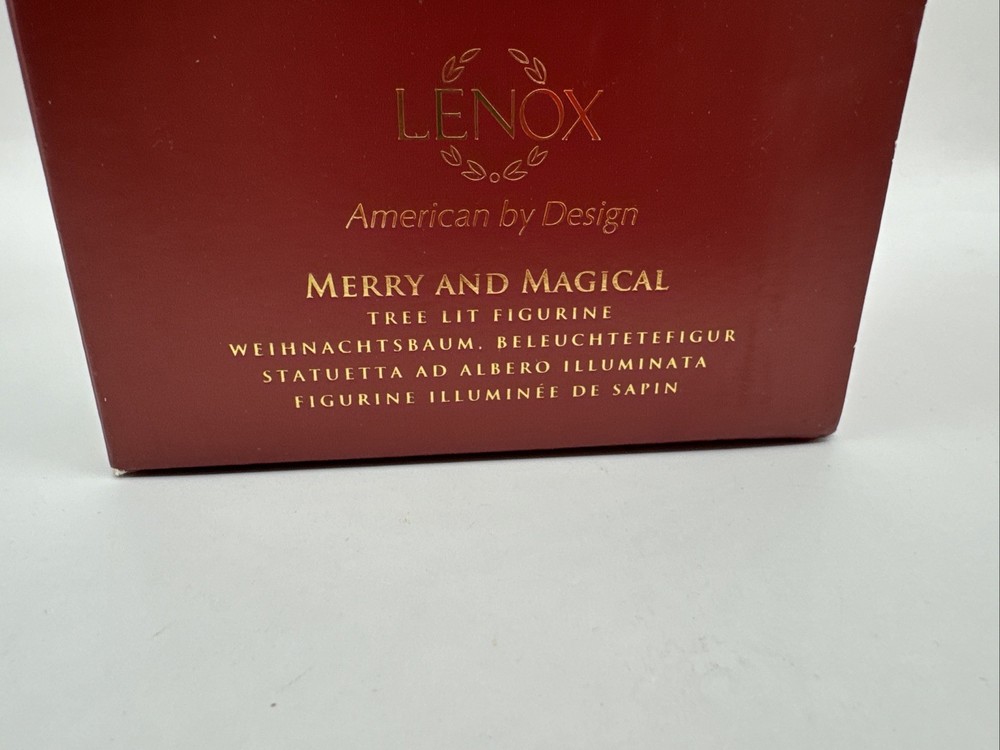 LENOX
American by Design
MERRY AND MAGICAL
TREE LIT FIGURINE
WEIHNACHTSBAUM, BELEUCHTETEFIGUR
STATUETTA AD ALBERO ILLUMINATA
FIGURINE ILLUMINÉE DE SAPIN